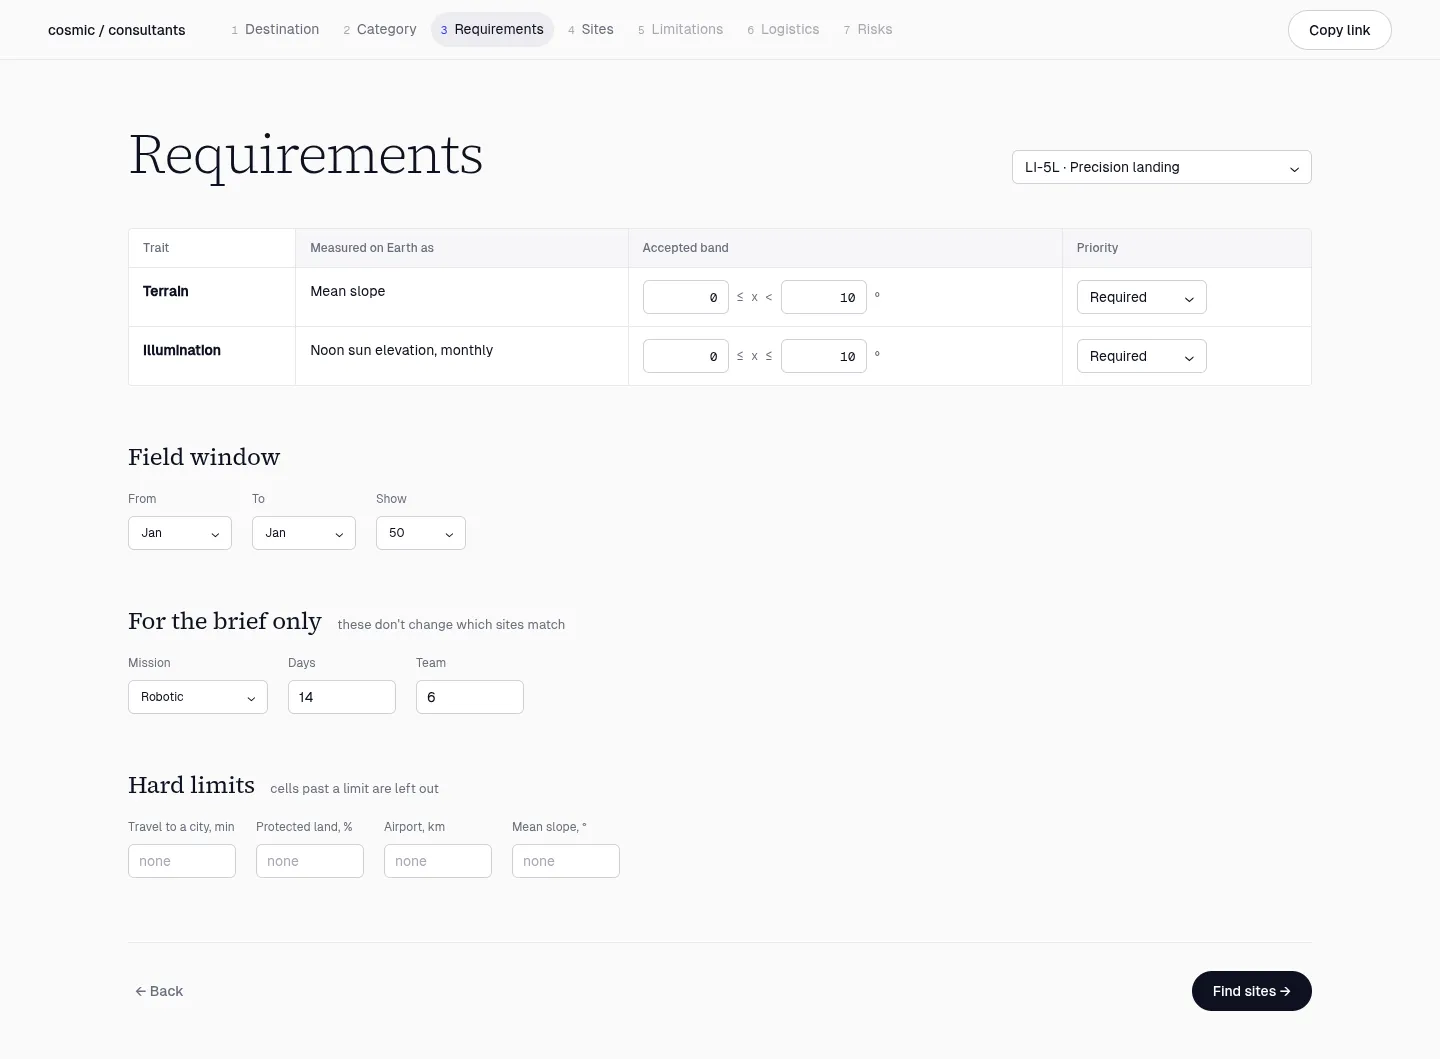 cosmic / consultants
1 Destination
2 Category
3 Requirements
4 Sites
5 Limitations
6 Logistics
7 Risks
Copy link
Requirements
LI-5L · Precision landing
Trait Measured on Earth as Accepted band Priority
Terrain Mean slope 0 ≤ x < 10 ° Required
Illumination Noon sun elevation, monthly 0 ≤ x ≤ 10 ° Required
Field window
From To Show
Jan Jan 50
For the brief only these don't change which sites match
Mission Days Team
Robotic 14 6
Hard limits cells past a limit are left out
Travel to a city, min Protected land, % Airport, km Mean slope, °
none none none none
← Back
Find sites →